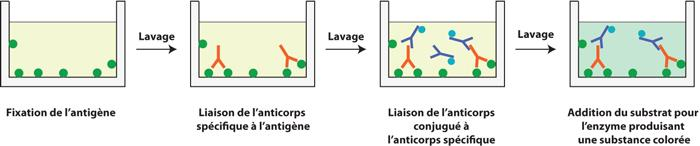 Lavage
Lavage
Lavage
Fixation de l'antigène
Liaison de l'anticorps
spécifique à l'antigène
Liaison de l'anticorps
conjugué à
l'anticorps spécifique
Addition du substrat pour
l'enzyme produisant
une substance colorée